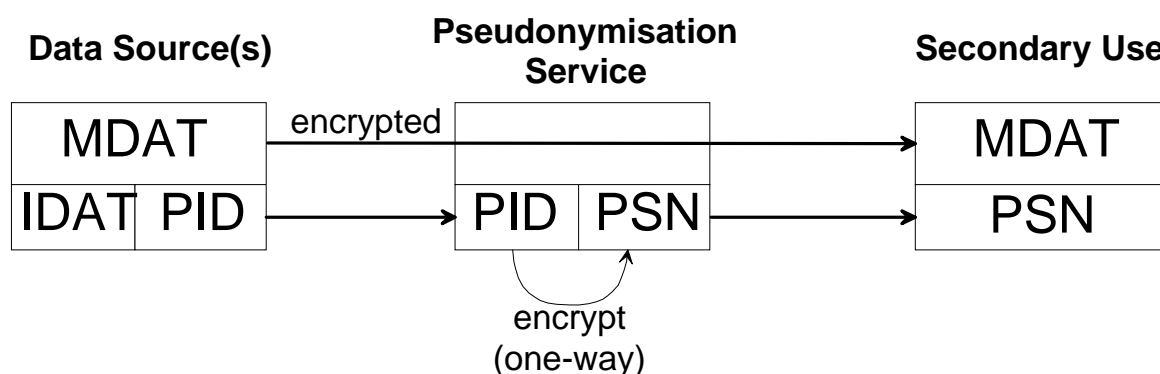 Data Source(s)
Pseudonymisation
Service
Secondary Use
MDAT
encrypted
MDAT
IDAT PID
PID PSN
PSN
encrypt
(one-way)